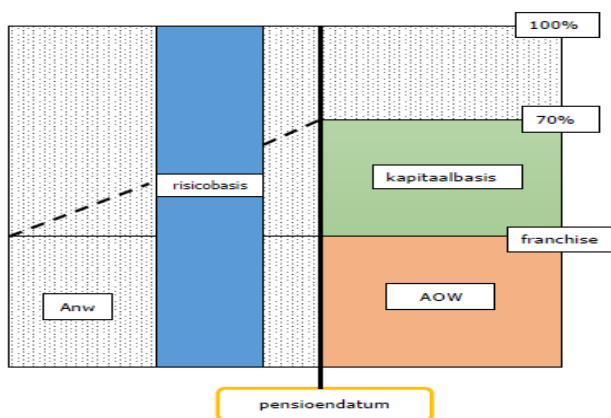 100%
70%
risicobasis
kapitaalbasis
franchise
Anw
AOW
pensioendatum